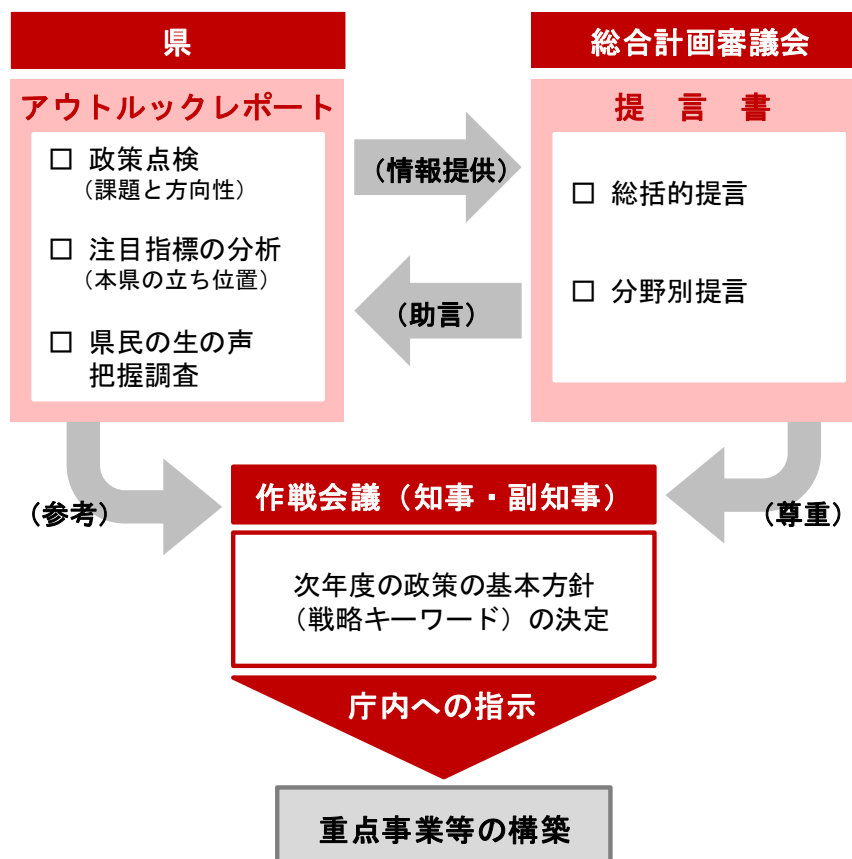 県
アウトルックレポート
□ 政策点検
（課題と方向性）
□ 注目指標の分析
（本県の立ち位置）
□ 県民の生の声
把握調査
（情報提供）
（助言）
総合計画審議会
提 言 書
□ 総括的提言
□ 分野別提言
（参考）
（尊重）
作戦会議（知事・副知事）
次年度の政策の基本方針
（戦略キーワード）の決定
庁内への指示
重点事業等の構築